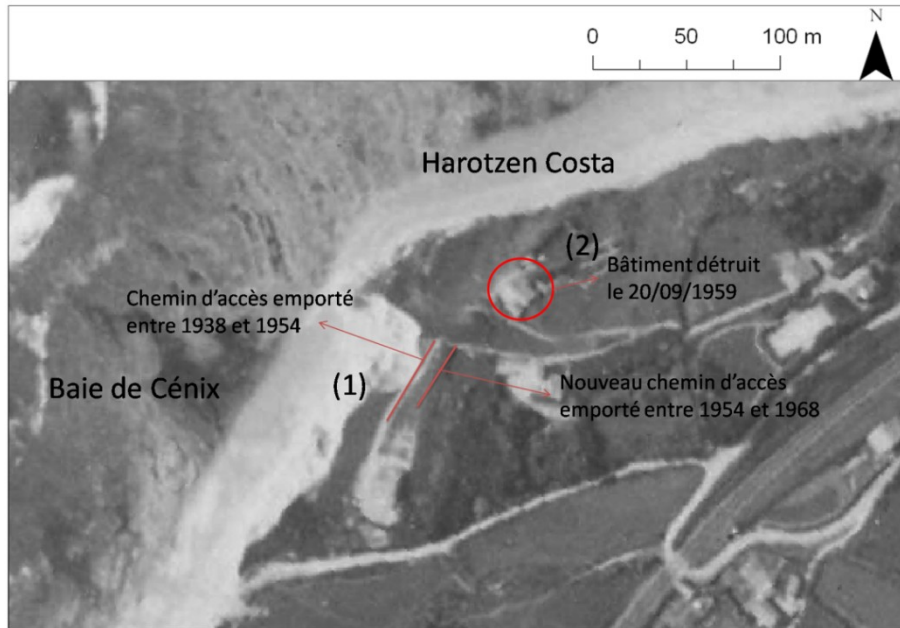 N
0 50 100 m
Harotzen Costa
(2)
Bâtiment détruit
le 20/09/1959
Chemin d'accès emporté
entre 1938 et 1954
Baie de Cénix
(1)
Nouveau chemin d'accès
emporté entre 1954 et 1968